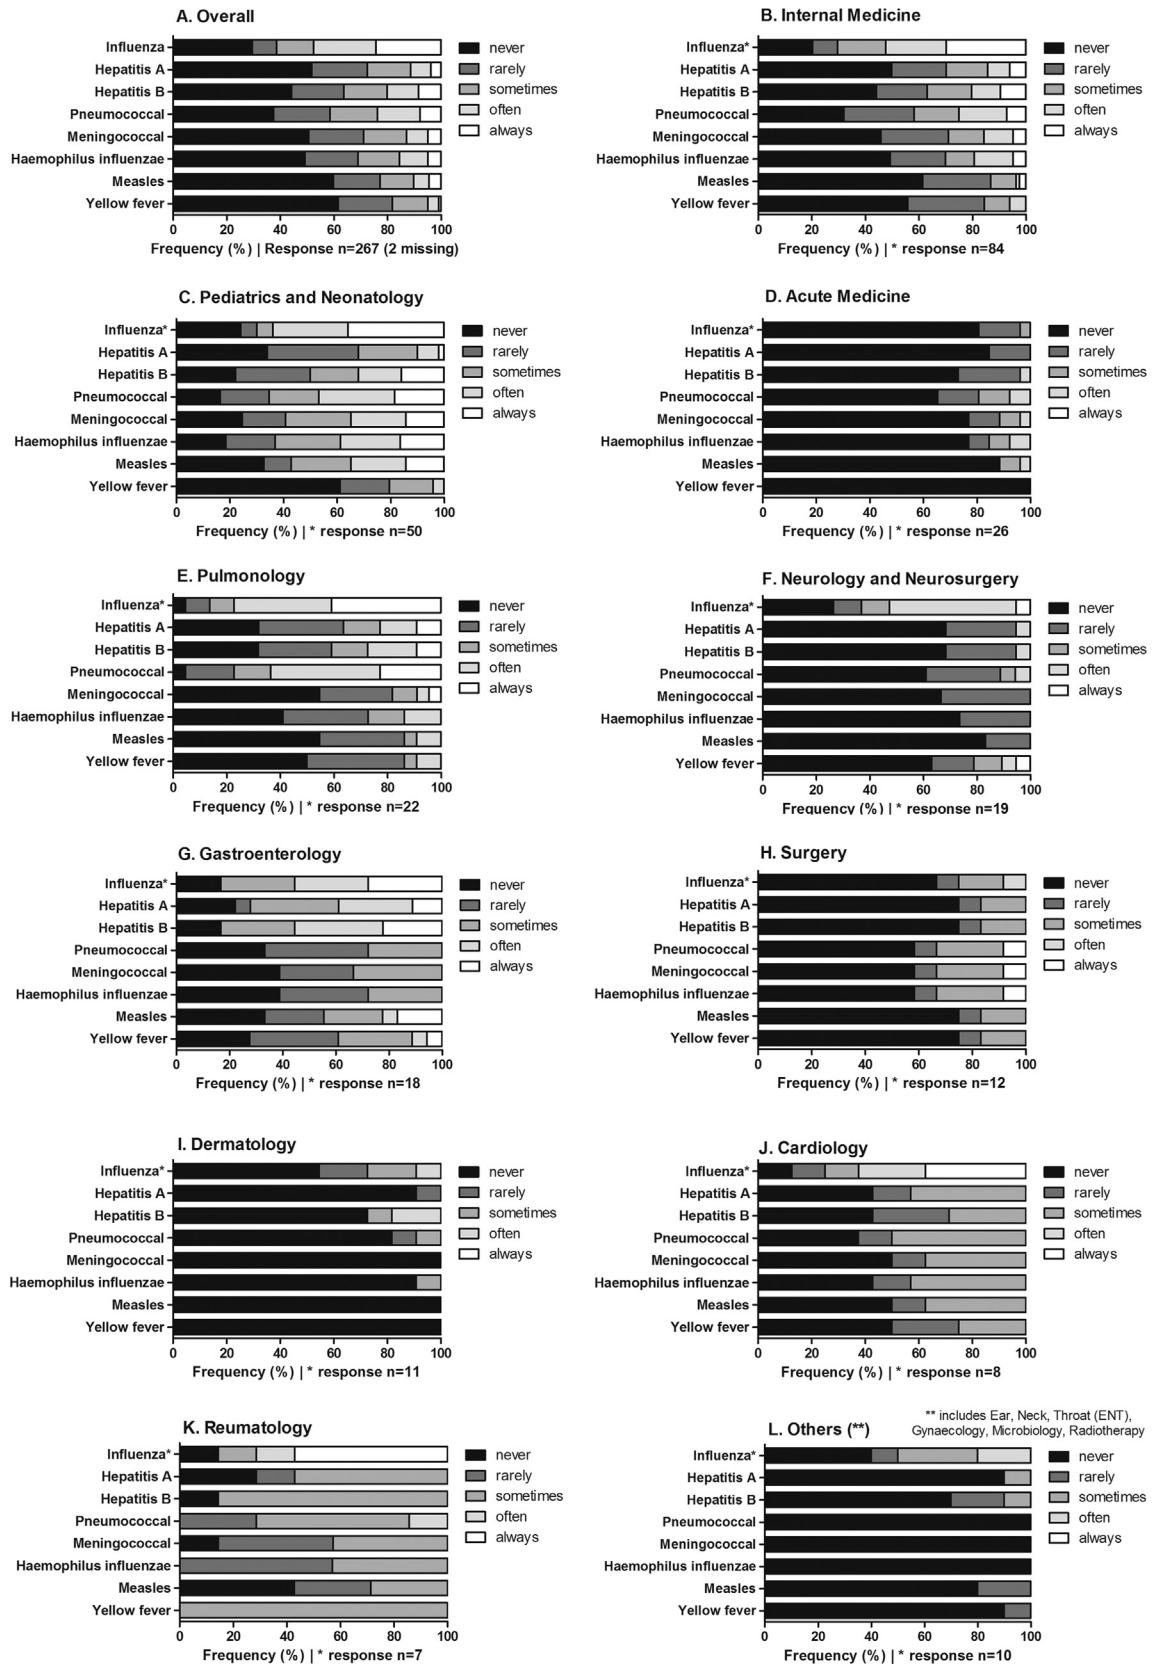 A. Overall
Influenza
never
Hepatitis A
rarely
Hepatitis B
sometimes
Pneumococcal
often
Meningococcal
always
Haemophilus influenzae
Measles
Yellow fever
0 20 40 60 80 100
Frequency (%) | Response n=267 (2 missing)
B. Internal Medicine
Influenza*
never
Hepatitis A
rarely
Hepatitis B
sometimes
Pneumococcal
often
Meningococcal
always
Haemophilus influenzae
Measles
Yellow fever
0 20 40 60 80 100
Frequency (%) | * response n=84
C. Pediatrics and Neonatology
Influenza*
never
Hepatitis A
rarely
Hepatitis B
sometimes
Pneumococcal
often
Meningococcal
always
Haemophilus influenzae
Measles
Yellow fever
0 20 40 60 80 100
Frequency (%) | * response n=50
D. Acute Medicine
Influenza*
never
Hepatitis A
rarely
Hepatitis B
sometimes
Pneumococcal
often
Meningococcal
always
Haemophilus influenzae
Measles
Yellow fever
0 20 40 60 80 100
Frequency (%) | * response n=26
E. Pulmonology
Influenza*
never
Hepatitis A
rarely
Hepatitis B
sometimes
Pneumococcal
often
Meningococcal
always
Haemophilus influenzae
Measles
Yellow fever
0 20 40 60 80 100
Frequency (%) | * response n=22
F. Neurology and Neurosurgery
Influenza*
never
Hepatitis A
rarely
Hepatitis B
sometimes
Pneumococcal
often
Meningococcal
always
Haemophilus influenzae
Measles
Yellow fever
0 20 40 60 80 100
Frequency (%) | * response n=19
G. Gastroenterology
Influenza*
never
Hepatitis A
rarely
Hepatitis B
sometimes
Pneumococcal
often
Meningococcal
always
Haemophilus influenzae
Measles
Yellow fever
0 20 40 60 80 100
Frequency (%) | * response n=18
H. Surgery
Influenza*
never
Hepatitis A
rarely
Hepatitis B
sometimes
Pneumococcal
often
Meningococcal
always
Haemophilus influenzae
Measles
Yellow fever
0 20 40 60 80 100
Frequency (%) | * response n=12
I. Dermatology
Influenza*
never
Hepatitis A
rarely
Hepatitis B
sometimes
Pneumococcal
often
Meningococcal
always
Haemophilus influenzae
Measles
Yellow fever
0 20 40 60 80 100
Frequency (%) | * response n=11
J. Cardiology
Influenza*
never
Hepatitis A
rarely
Hepatitis B
sometimes
Pneumococcal
often
Meningococcal
always
Haemophilus influenzae
Measles
Yellow fever
0 20 40 60 80 100
Frequency (%) | * response n=8
K. Reumatology
Influenza*
never
Hepatitis A
rarely
Hepatitis B
sometimes
Pneumococcal
often
Meningococcal
always
Haemophilus influenzae
Measles
Yellow fever
0 20 40 60 80 100
Frequency (%) | * response n=7
** includes Ear, Neck, Throat (ENT),
L. Others (**)
Gynaecology, Microbiology, Radiotherapy
Influenza*
never
Hepatitis A
rarely
Hepatitis B
sometimes
Pneumococcal
often
Meningococcal
always
Haemophilus influenzae
Measles
Yellow fever
0 20 40 60 80 100
Frequency (%) | * response n=10